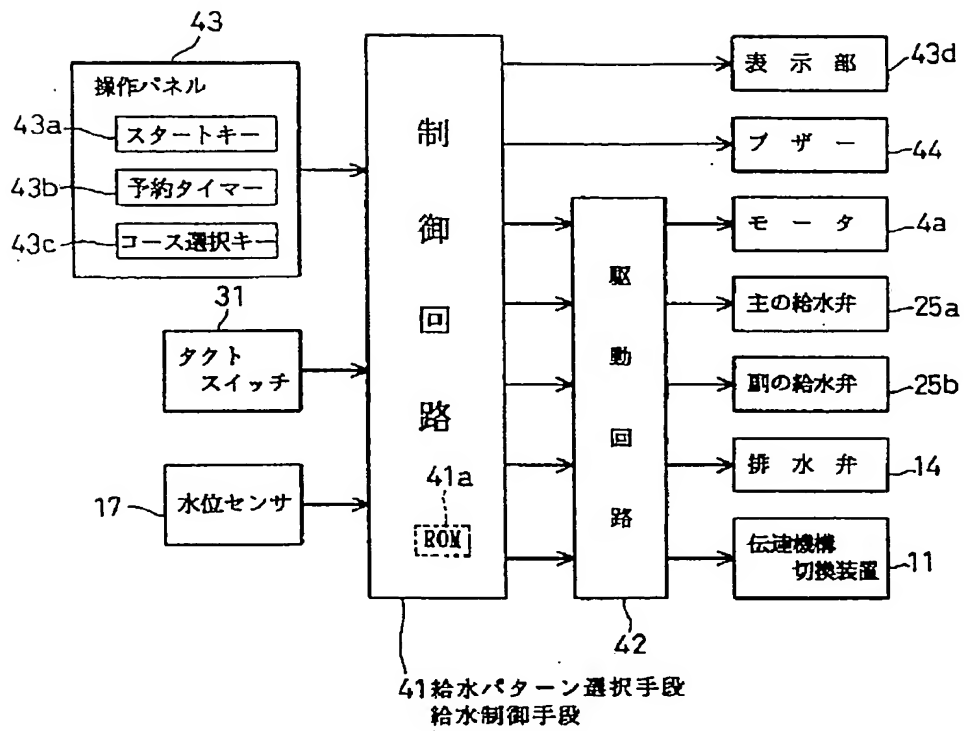 43
操作パネル
43a
スタートキー
43b
予約タイマー
43c
コース選択キー
31
タクト
スイッチ
17
水位センサ
制御回路
41a
ROM
41給水パターン選択手段
給水制御手段
駆動回路
42
表示部
43d
ブザー
44
モータ
4a
主の給水弁
25a
副の給水弁
25b
排水弁
14
伝達機構
切換装置
11